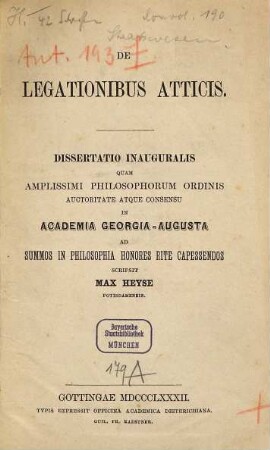 DE
LEGATIONIBUS ATTICIS.
DISSERTATIO INAUGURALIS
QUAM
AMPLISSIMI PHILOSOPHORUM ORDINIS
AUCTORITATE ATQUE CONSENSU
IN
ACADEMIA GEORGIA-AUGUSTA
AD
SUMMOS IN PHILOSOPHIA HONORES RITE CAPESSENDOS
SCRIPSIT
MAX HEYSE
POTISDAMENSIS.
Bayerische
Staatsbibliothek
MÜNCHEN
179A
GOTTINGAE MDCCCLXXXII.
TYPIS EXPRESSIT OFFICINA ACADEMICA DIETERICHIANA.
GUIL. FR. KAESTNER.